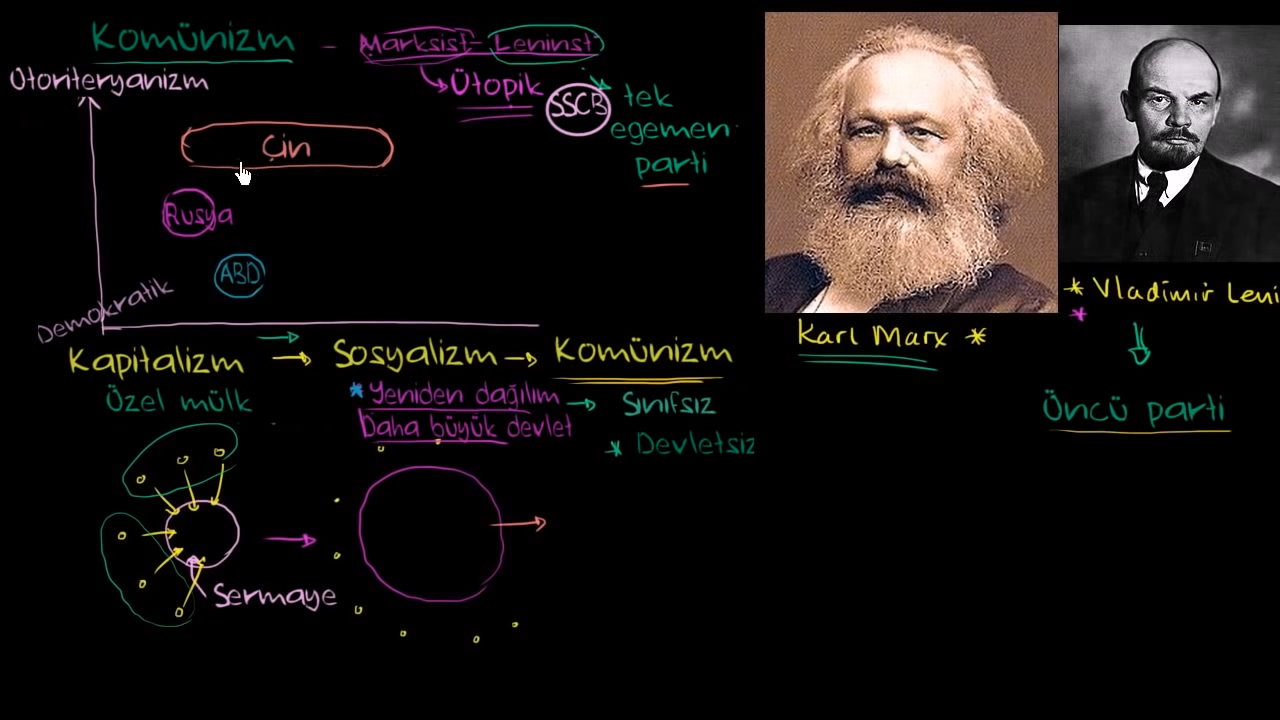 Komünizm - Marksist-Leninst
Otoriteryanizm
Ütopik
SSCB
tek
egemen
parti
Çin
Rusya
ABD
Demokratik
Kapitalizm → Sosyalizm → Komünizm
Özel mülk
* Yeniden dağılım → Sınıfsız
Daha büyük devlet
* Devletsiz
Sermaye
Karl Marx *
* Vladimir Leni
*
Öncü parti